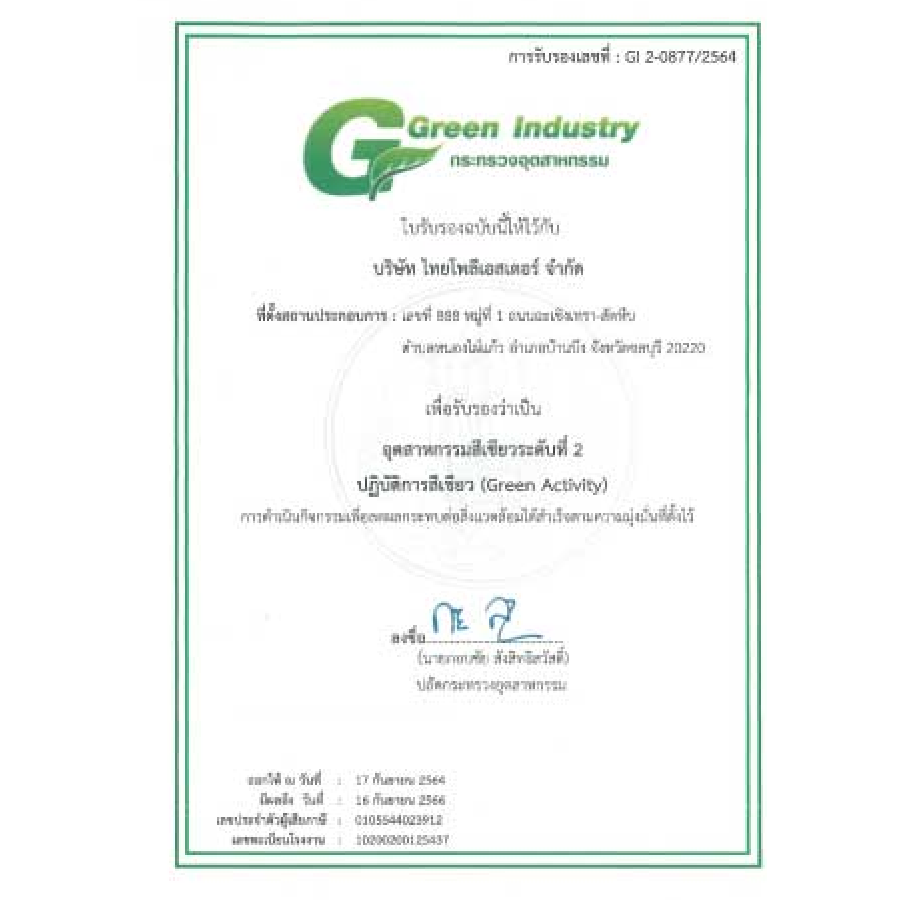 การรับรองเลขที่ : GI 2-0877/2564
Green Industry
กระทรวงอุตสาหกรรม
ใบรับรองฉบับนี้ให้ไว้กับ
บริษัท ไทยโพลีเอสเตอร์ จำกัด
ที่ตั้งสถานประกอบการ : เลขที่ 888 หมู่ที่ 1 ถนนฉะเชิงเทรา-สัตหีบ
ตำบลหนองไผ่แก้ว อำเภอบ้านบึง จังหวัดชลบุรี 20220
เพื่อรับรองว่าเป็น
อุตสาหกรรมสีเขียวระดับที่ 2
ปฏิบัติการสีเขียว (Green Activity)
การดำเนินกิจกรรมเพื่อลดผลกระทบต่อสิ่งแวดล้อมได้สำเร็จตามความมุ่งมั่นที่ตั้งไว้
ลงชื่อ
(นายกอบชัย สังสิทธิสวัสดิ์)
ปลัดกระทรวงอุตสาหกรรม
ออกให้ ณ วันที่ : 17 กันยายน 2564
มีผลถึง วันที่ : 16 กันยายน 2566
เลขประจำตัวผู้เสียภาษี : 0105544023912
เลขทะเบียนโรงงาน : 10200200125437